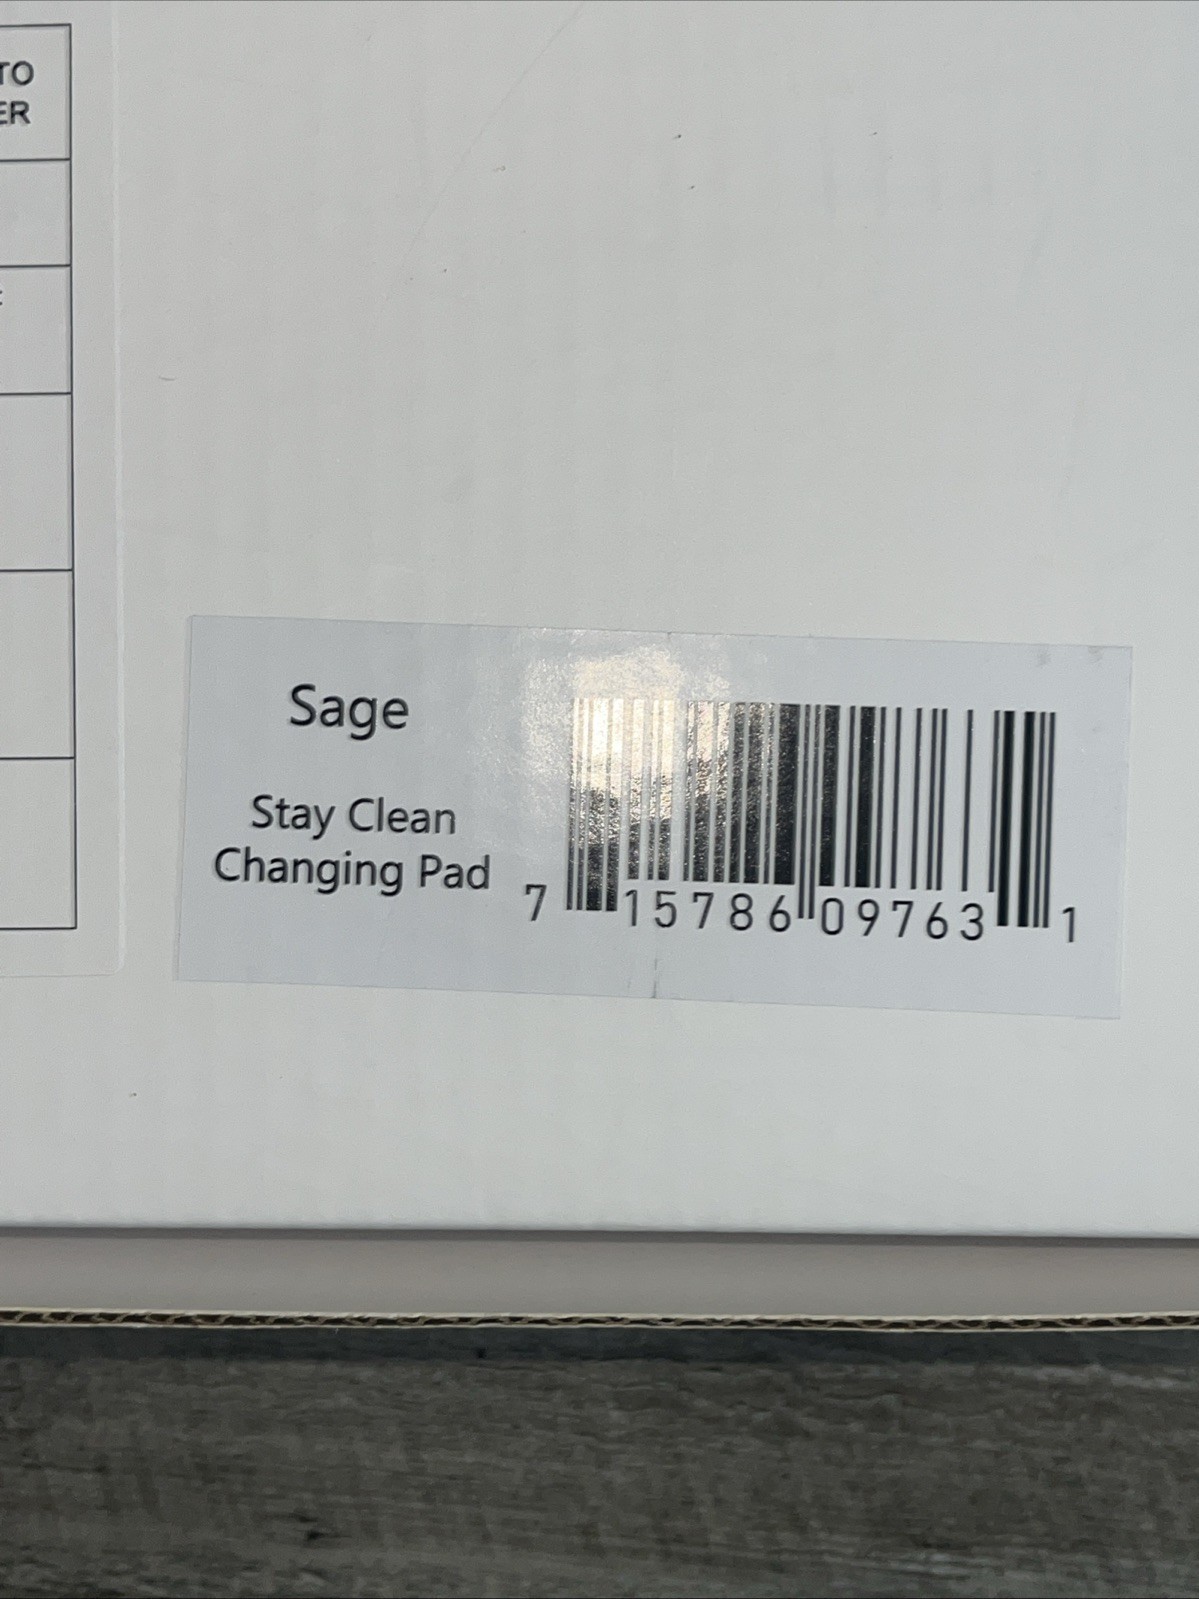 TO
ER
Sage
Stay Clean
Changing Pad
7 15786 09763 1